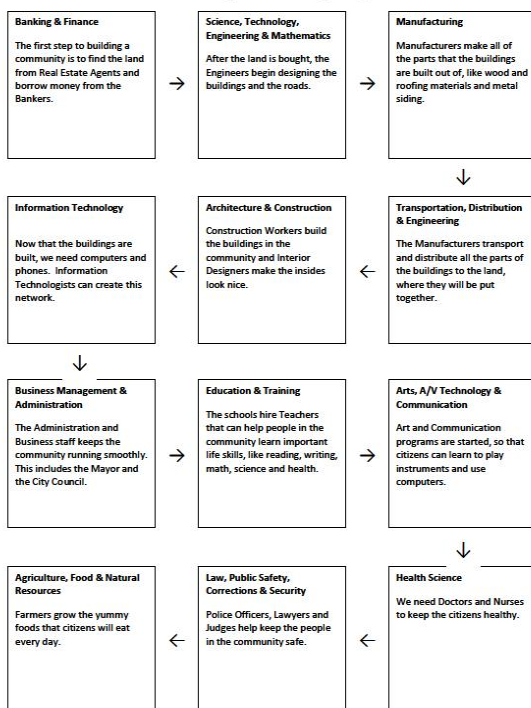 Banking & Finance
The first step to building a
community is to find the land
from Real Estate Agents and
borrow money from the
Bankers.
→
Science, Technology,
Engineering & Mathematics
After the land is bought, the
Engineers begin designing the
buildings and the roads.
→
Manufacturing
Manufacturers make all of
the parts that the buildings
are built out of, like wood and
roofing materials and metal
siding.
↓
Transportation, Distribution
& Engineering
The Manufacturers transport
and distribute all the parts of
the buildings to the land,
where they will be put
together.
←
Architecture & Construction
Construction Workers build
the buildings in the
community and Interior
Designers make the insides
look nice.
←
Information Technology
Now that the buildings are
built, we need computers and
phones. Information
Technologists can create this
network.
↓
Business Management &
Administration
The Administration and
Business staff keeps the
community running smoothly.
This includes the Mayor and
the City Council.
→
Education & Training
The schools hire Teachers
that can help people in the
community learn important
life skills, like reading, writing,
math, science and health.
→
Arts, A/V Technology &
Communication
Art and Communication
programs are started, so that
citizens can learn to play
instruments and use
computers.
↓
Health Science
We need Doctors and Nurses
to keep the citizens healthy.
←
Law, Public Safety,
Corrections & Security
Police Officers, Lawyers and
Judges help keep the people
in the community safe.
←
Agriculture, Food & Natural
Resources
Farmers grow the yummy
foods that citizens will eat
every day.